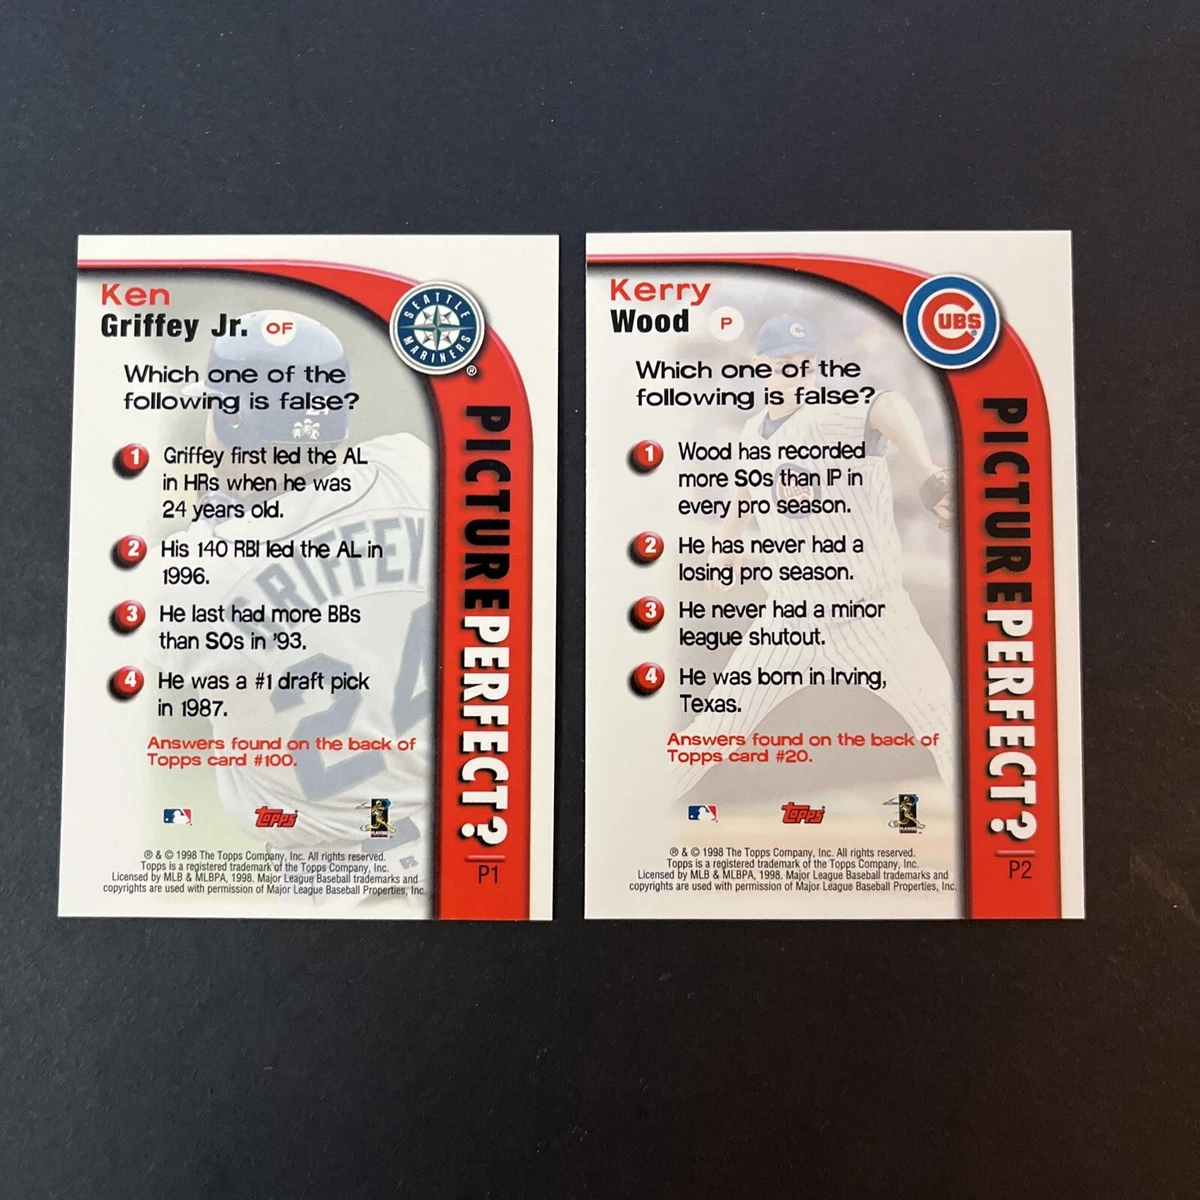 Ken
Griffey Jr. OF
SEATTLE
MARINERS
®
Which one of the
following is false?
1 Griffey first led the AL
in HRs when he was
24 years old.
2 His 140 RBI led the AL in
1996.
3 He last had more BBs
than SOs in '93.
4 He was a #1 draft pick
in 1987.
Answers found on the back of
Topps card #100.
GRIFFEY
24
PICTURE PERFECT?
Topps
® & © 1998 The Topps Company, Inc. All rights reserved.
Topps is a registered trademark of the Topps Company, Inc.
Licensed by MLB & MLBPA, 1998. Major League Baseball trademarks and
copyrights are used with permission of Major League Baseball Properties, Inc.
P1
Kerry
Wood P
CUBS
Which one of the
following is false?
1 Wood has recorded
more SOs than IP in
every pro season.
2 He has never had a
losing pro season.
3 He never had a minor
league shutout.
4 He was born in Irving,
Texas.
Answers found on the back of
Topps card #20.
PICTURE PERFECT?
Topps
® & © 1998 The Topps Company, Inc. All rights reserved.
Topps is a registered trademark of the Topps Company, Inc.
Licensed by MLB & MLBPA, 1998. Major League Baseball trademarks and
copyrights are used with permission of Major League Baseball Properties, Inc.
P2